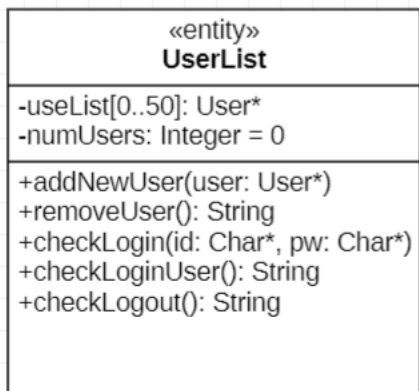 «entity»
UserList
-useList[0..50]: User*
-numUsers: Integer = 0
+addNewUser(user: User*)
+removeUser(): String
+checkLogin(id: Char*, pw: Char*)
+checkLoginUser(): String
+checkLogout(): String